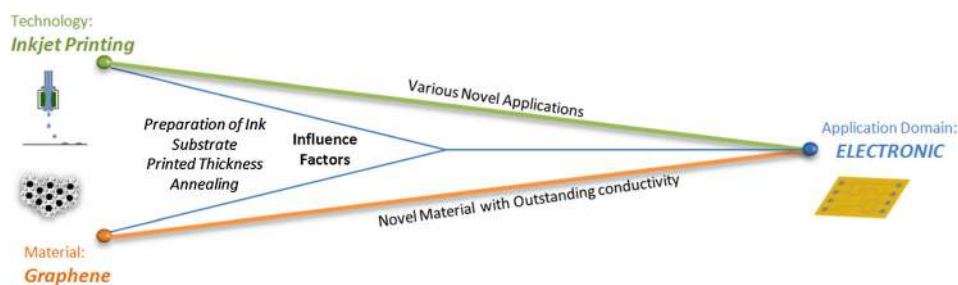 Technology:
Inkjet Printing
Various Novel Applications
Preparation of Ink
Substrate
Printed Thickness
Annealing
Influence
Factors
Application Domain:
ELECTRONIC
Novel Material with Outstanding conductivity
Material:
Graphene